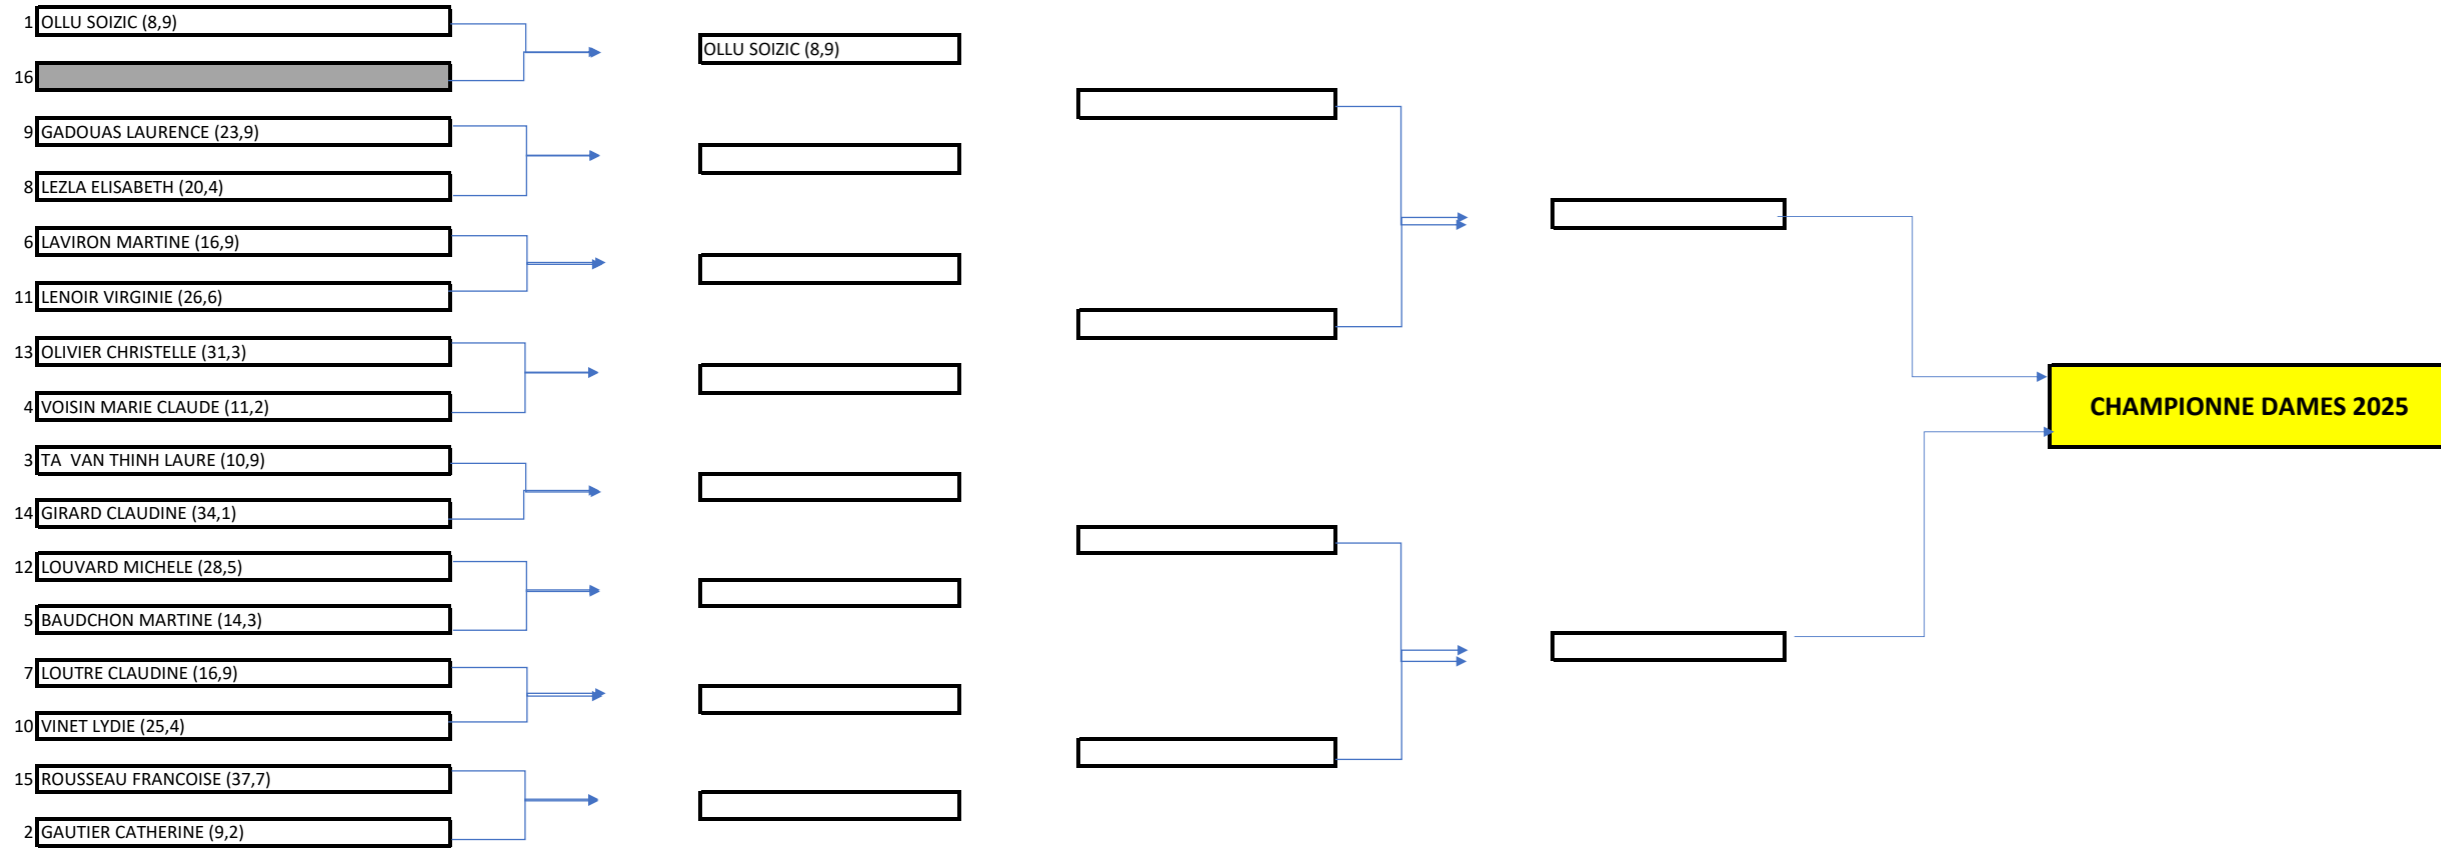 1 OLLU SOIZIC (8,9)
OLLU SOIZIC (8,9)
16
9 GADOUAS LAURENCE (23,9)
8 LEZLA ELISABETH (20,4)
6 LAVIRON MARTINE (16,9)
11 LENOIR VIRGINIE (26,6)
13 OLIVIER CHRISTELLE (31,3)
4 VOISIN MARIE CLAUDE (11,2)
CHAMPIONNE DAMES 2025
3 TA VAN THINH LAURE (10,9)
14 GIRARD CLAUDINE (34,1)
12 LOUVARD MICHELE (28,5)
5 BAUDCHON MARTINE (14,3)
7 LOUTRE CLAUDINE (16,9)
10 VINET LYDIE (25,4)
15 ROUSSEAU FRANCOISE (37,7)
2 GAUTIER CATHERINE (9,2)